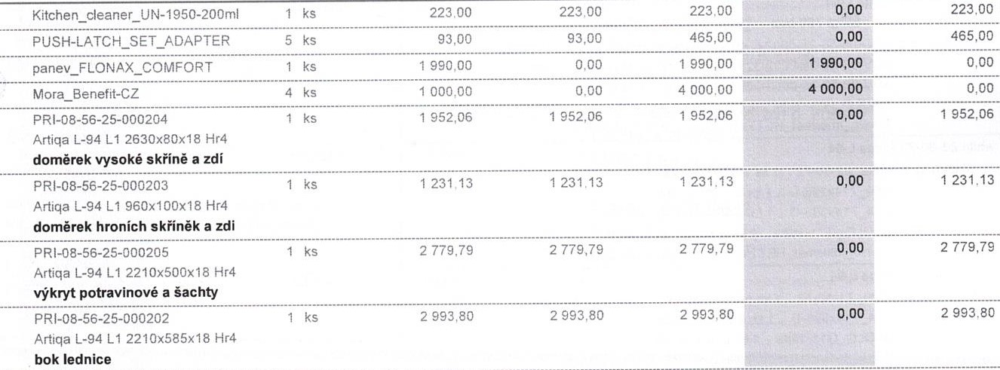 Kitchen_cleaner_UN-1950-200ml 1 ks 223,00 223,00 223,00 0,00 223,00
PUSH-LATCH_SET_ADAPTER 5 ks 93,00 93,00 465,00 0,00 465,00
panev_FLONAX_COMFORT 1 ks 1 990,00 0,00 1 990,00 1 990,00 0,00
Mora_Benefit-CZ 4 ks 1 000,00 0,00 4 000,00 4 000,00 0,00
PRI-08-56-25-000204 1 ks 1 952,06 1 952,06 1 952,06 0,00 1 952,06
Artiqa L-94 L1 2630x80x18 Hr4
doměrek vysoké skříně a zdí
PRI-08-56-25-000203 1 ks 1 231,13 1 231,13 1 231,13 0,00 1 231,13
Artiqa L-94 L1 960x100x18 Hr4
doměrek hroních skříněk a zdi
PRI-08-56-25-000205 1 ks 2 779,79 2 779,79 2 779,79 0,00 2 779,79
Artiqa L-94 L1 2210x500x18 Hr4
výkryt potravinové a šachty
PRI-08-56-25-000202 1 ks 2 993,80 2 993,80 2 993,80 0,00 2 993,80
Artiqa L-94 L1 2210x585x18 Hr4
bok lednice